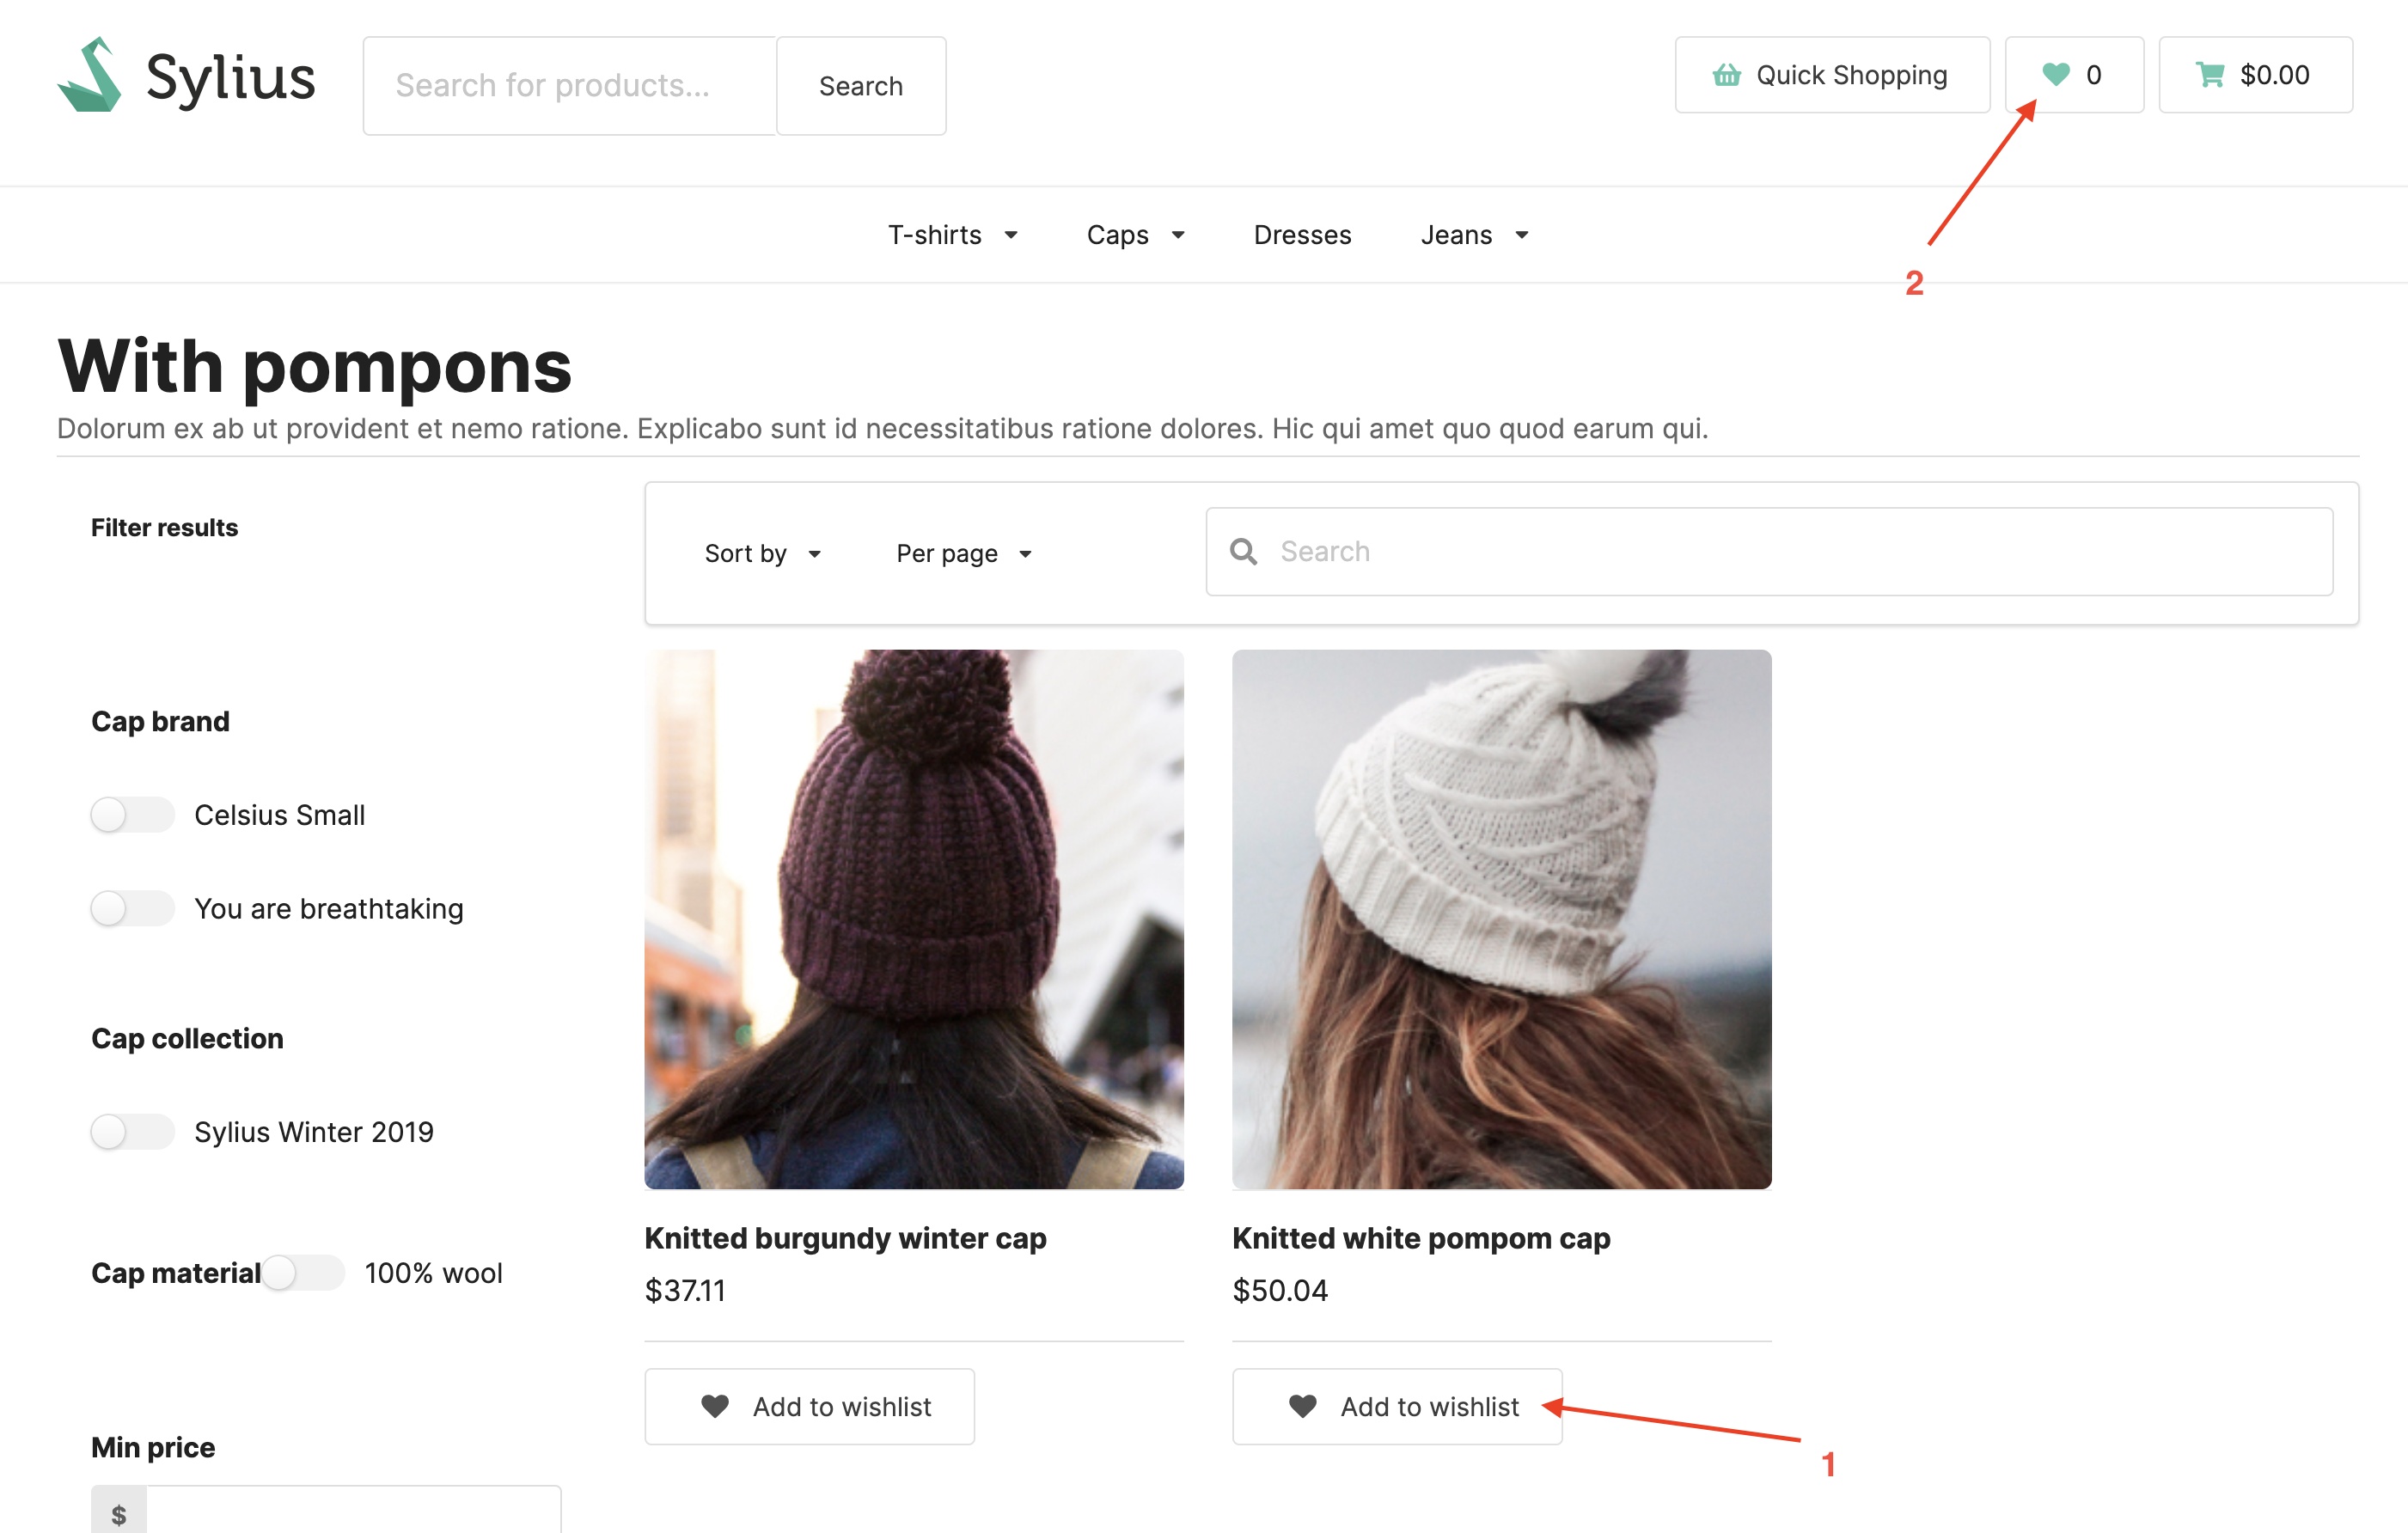 Sylius
Search for products...
Search
Quick Shopping
0
$0.00
T-shirts
Caps
Dresses
Jeans
2
With pompons
Dolorum ex ab ut provident et nemo ratione. Explicabo sunt id necessitatibus ratione dolores. Hic qui amet quo quod earum qui.
Filter results
Sort by
Per page
Search
Cap brand
Celsius Small
You are breathtaking
Cap collection
Sylius Winter 2019
Cap material
100% wool
Min price
$
Knitted burgundy winter cap
$37.11
Add to wishlist
Knitted white pompom cap
$50.04
Add to wishlist
1